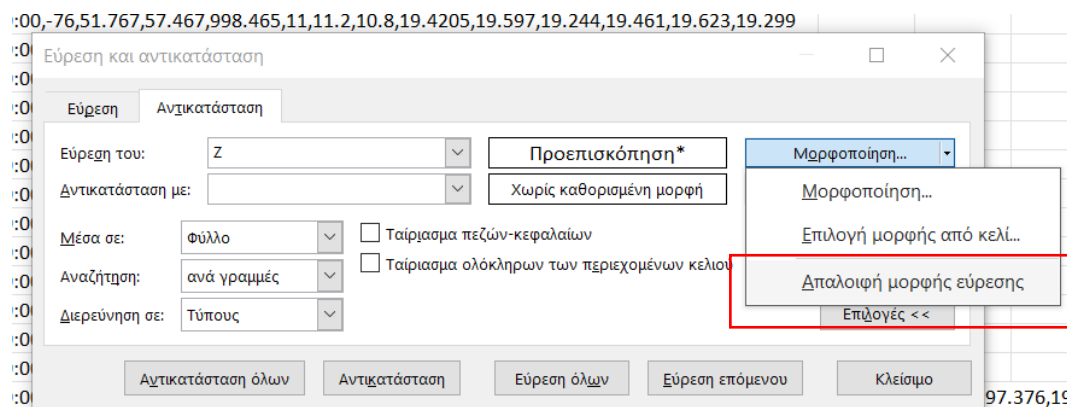 :00,-76,51.767,57.467,998.465,11,11.2,10.8,19.4205,19.597,19.244,19.461,19.623,19.299
Εύρεση και αντικατάσταση
Εύρεση Αντικατάσταση
Εύρεση του: Z Προεπισκόπηση* Μορφοποίηση...
Αντικατάσταση με: Χωρίς καθορισμένη μορφή
Μορφοποίηση...
Επιλογή μορφής από κελί...
Απαλοιφή μορφής εύρεσης
Μέσα σε: Φύλλο Ταίριασμα πεζών-κεφαλαίων
Αναζήτηση: ανά γραμμές Ταίριασμα ολόκληρων των περιεχομένων κελιού
Διερεύνηση σε: Τύπους Επιλογές <<
Αντικατάσταση όλων Αντικατάσταση Εύρεση όλων Εύρεση επόμενου Κλείσιμο
97.376,19